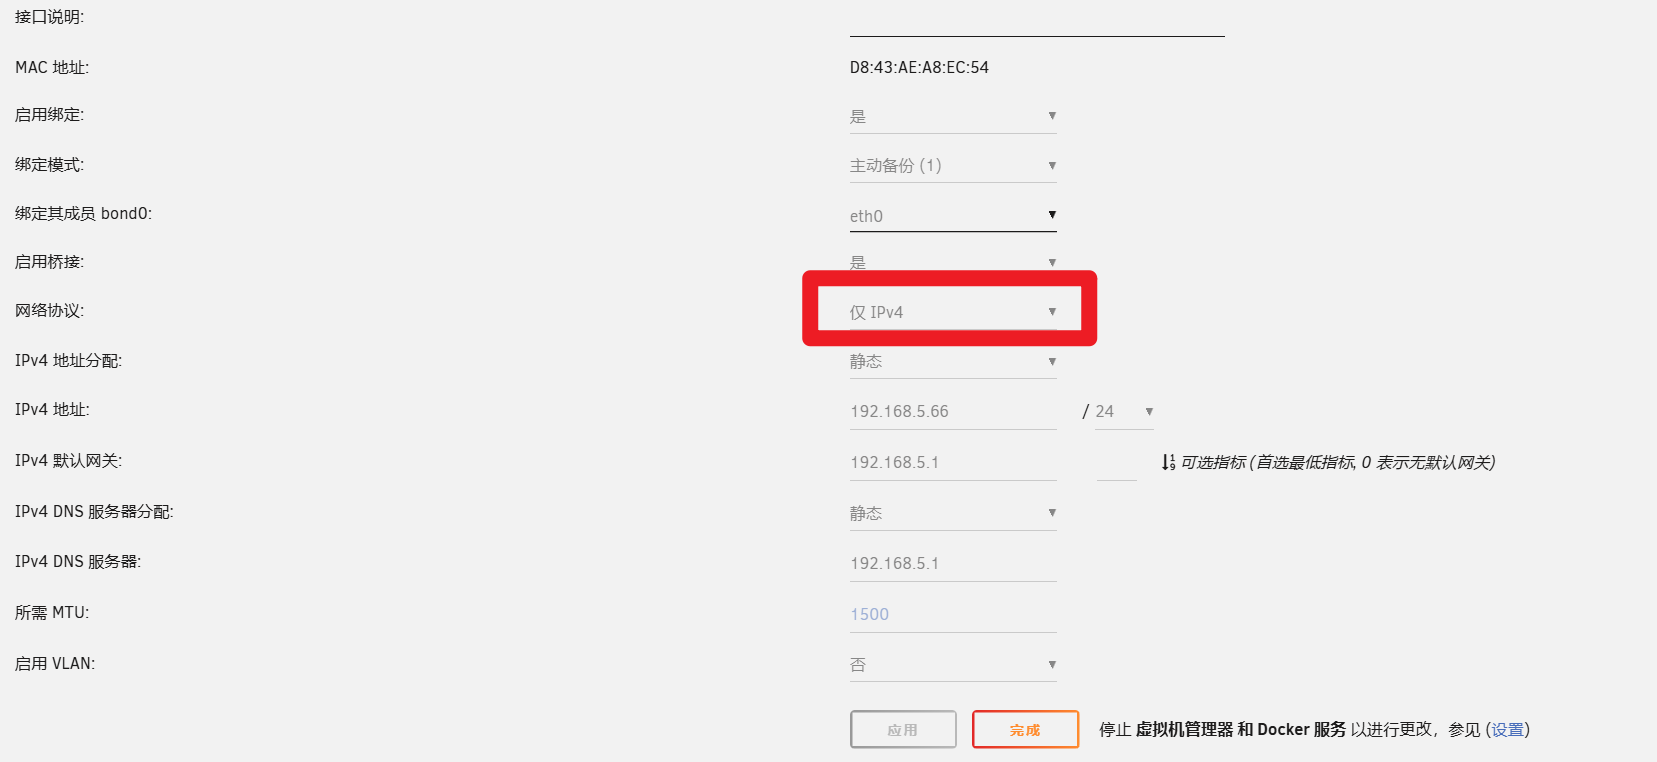 接口说明:
MAC 地址: D8:43:AE:A8:EC:54
启用绑定: 是
绑定模式: 主动备份 (1)
绑定其成员 bond0: eth0
启用桥接: 是
网络协议: 仅 IPv4
IPv4 地址分配: 静态
IPv4 地址: 192.168.5.66 / 24
IPv4 默认网关: 192.168.5.1 可选指标 (首选最低指标, 0 表示无默认网关)
IPv4 DNS 服务器分配: 静态
IPv4 DNS 服务器: 192.168.5.1
所需 MTU: 1500
启用 VLAN: 否
应用 完成 停止 虚拟机管理器 和 Docker 服务 以进行更改，参见 (设置)